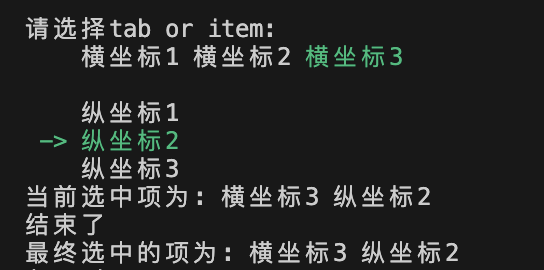 请选择tab or item:
横坐标1 横坐标2 横坐标3
纵坐标1
-> 纵坐标2
纵坐标3
当前选中项为: 横坐标3 纵坐标2
结束了
最终选中的项为: 横坐标3 纵坐标2